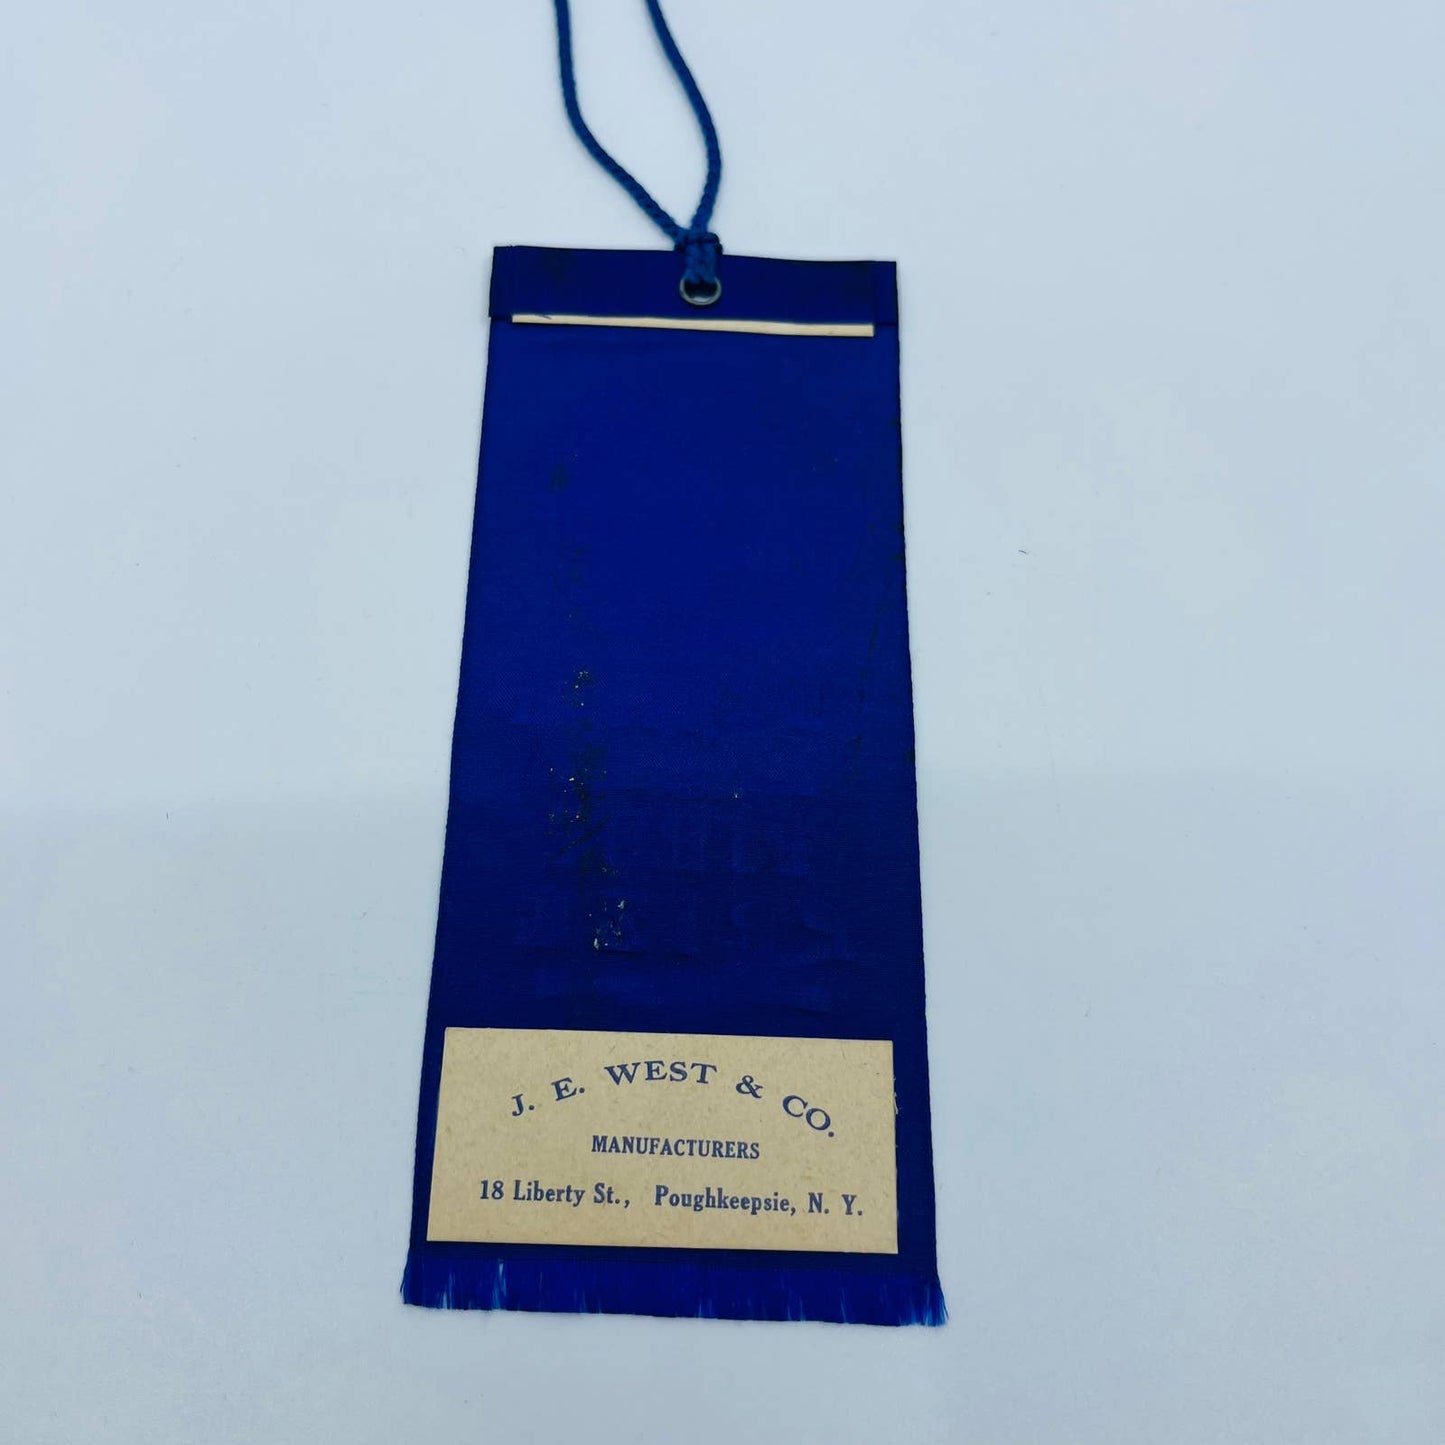 J. E. WEST & CO.
MANUFACTURERS
18 Liberty St., Poughkeepsie, N. Y.